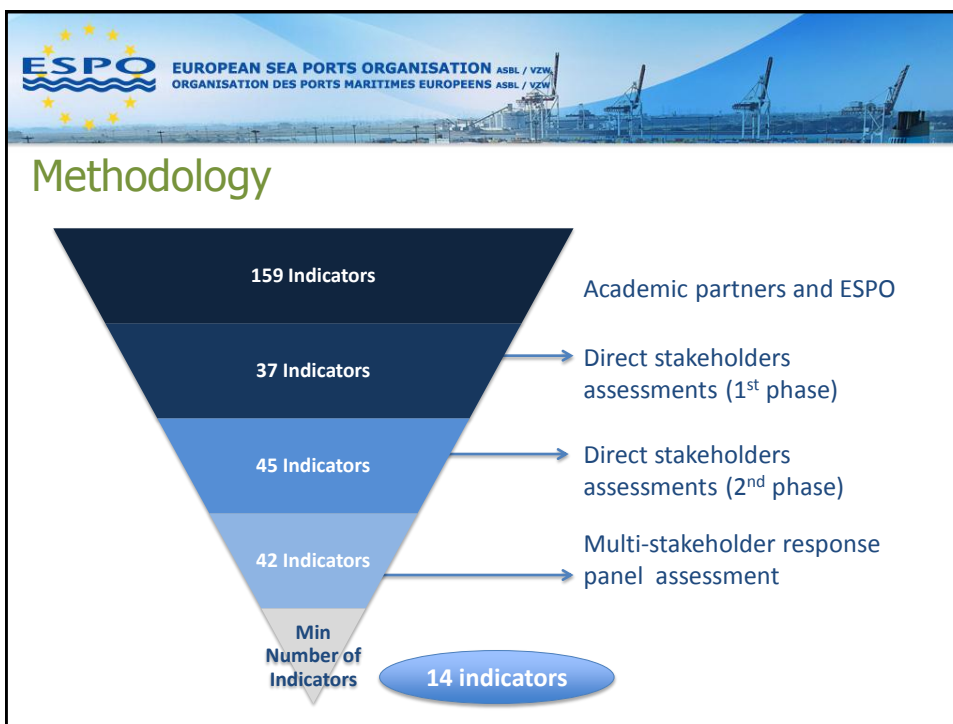 ESPO
EUROPEAN SEA PORTS ORGANISATION ASBL / VZW
ORGANISATION DES PORTS MARITIMES EUROPEENS ASBL / VZW
Methodology
159 Indicators
Academic partners and ESPO
37 Indicators
Direct stakeholders
assessments (1st phase)
45 Indicators
Direct stakeholders
assessments (2nd phase)
42 Indicators
Multi-stakeholder response
panel assessment
Min
Number of
Indicators
14 indicators